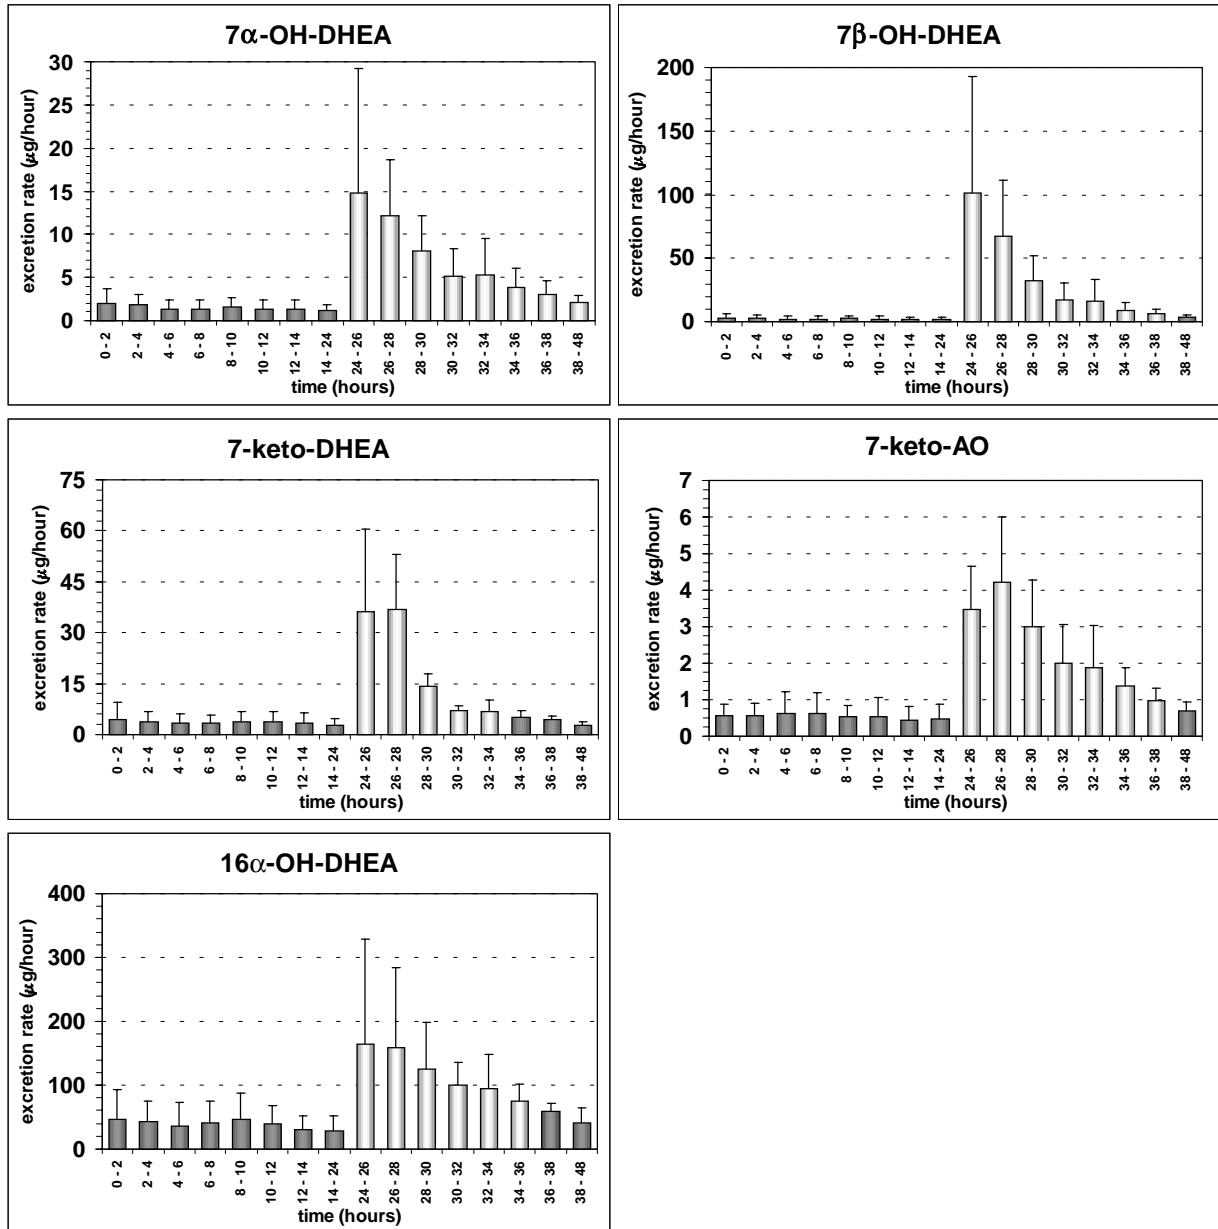 7α-OH-DHEA
excretion rate (µg/hour)
30
25
20
15
10
5
0
0 - 2
2 - 4
4 - 6
6 - 8
8 - 10
10 - 12
12 - 14
14 - 24
24 - 26
26 - 28
28 - 30
30 - 32
32 - 34
34 - 36
36 - 38
38 - 48
time (hours)
7β-OH-DHEA
excretion rate (µg/hour)
200
150
100
50
0
0 - 2
2 - 4
4 - 6
6 - 8
8 - 10
10 - 12
12 - 14
14 - 24
24 - 26
26 - 28
28 - 30
30 - 32
32 - 34
34 - 36
36 - 38
38 - 48
time (hours)
7-keto-DHEA
excretion rate (µg/hour)
75
60
45
30
15
0
0 - 2
2 - 4
4 - 6
6 - 8
8 - 10
10 - 12
12 - 14
14 - 24
24 - 26
26 - 28
28 - 30
30 - 32
32 - 34
34 - 36
36 - 38
38 - 48
time (hours)
7-keto-AO
excretion rate (µg/hour)
7
6
5
4
3
2
1
0
0 - 2
2 - 4
4 - 6
6 - 8
8 - 10
10 - 12
12 - 14
14 - 24
24 - 26
26 - 28
28 - 30
30 - 32
32 - 34
34 - 36
36 - 38
38 - 48
time (hours)
16α-OH-DHEA
excretion rate (µg/hour)
400
300
200
100
0
0 - 2
2 - 4
4 - 6
6 - 8
8 - 10
10 - 12
12 - 14
14 - 24
24 - 26
26 - 28
28 - 30
30 - 32
32 - 34
34 - 36
36 - 38
38 - 48
time (hours)